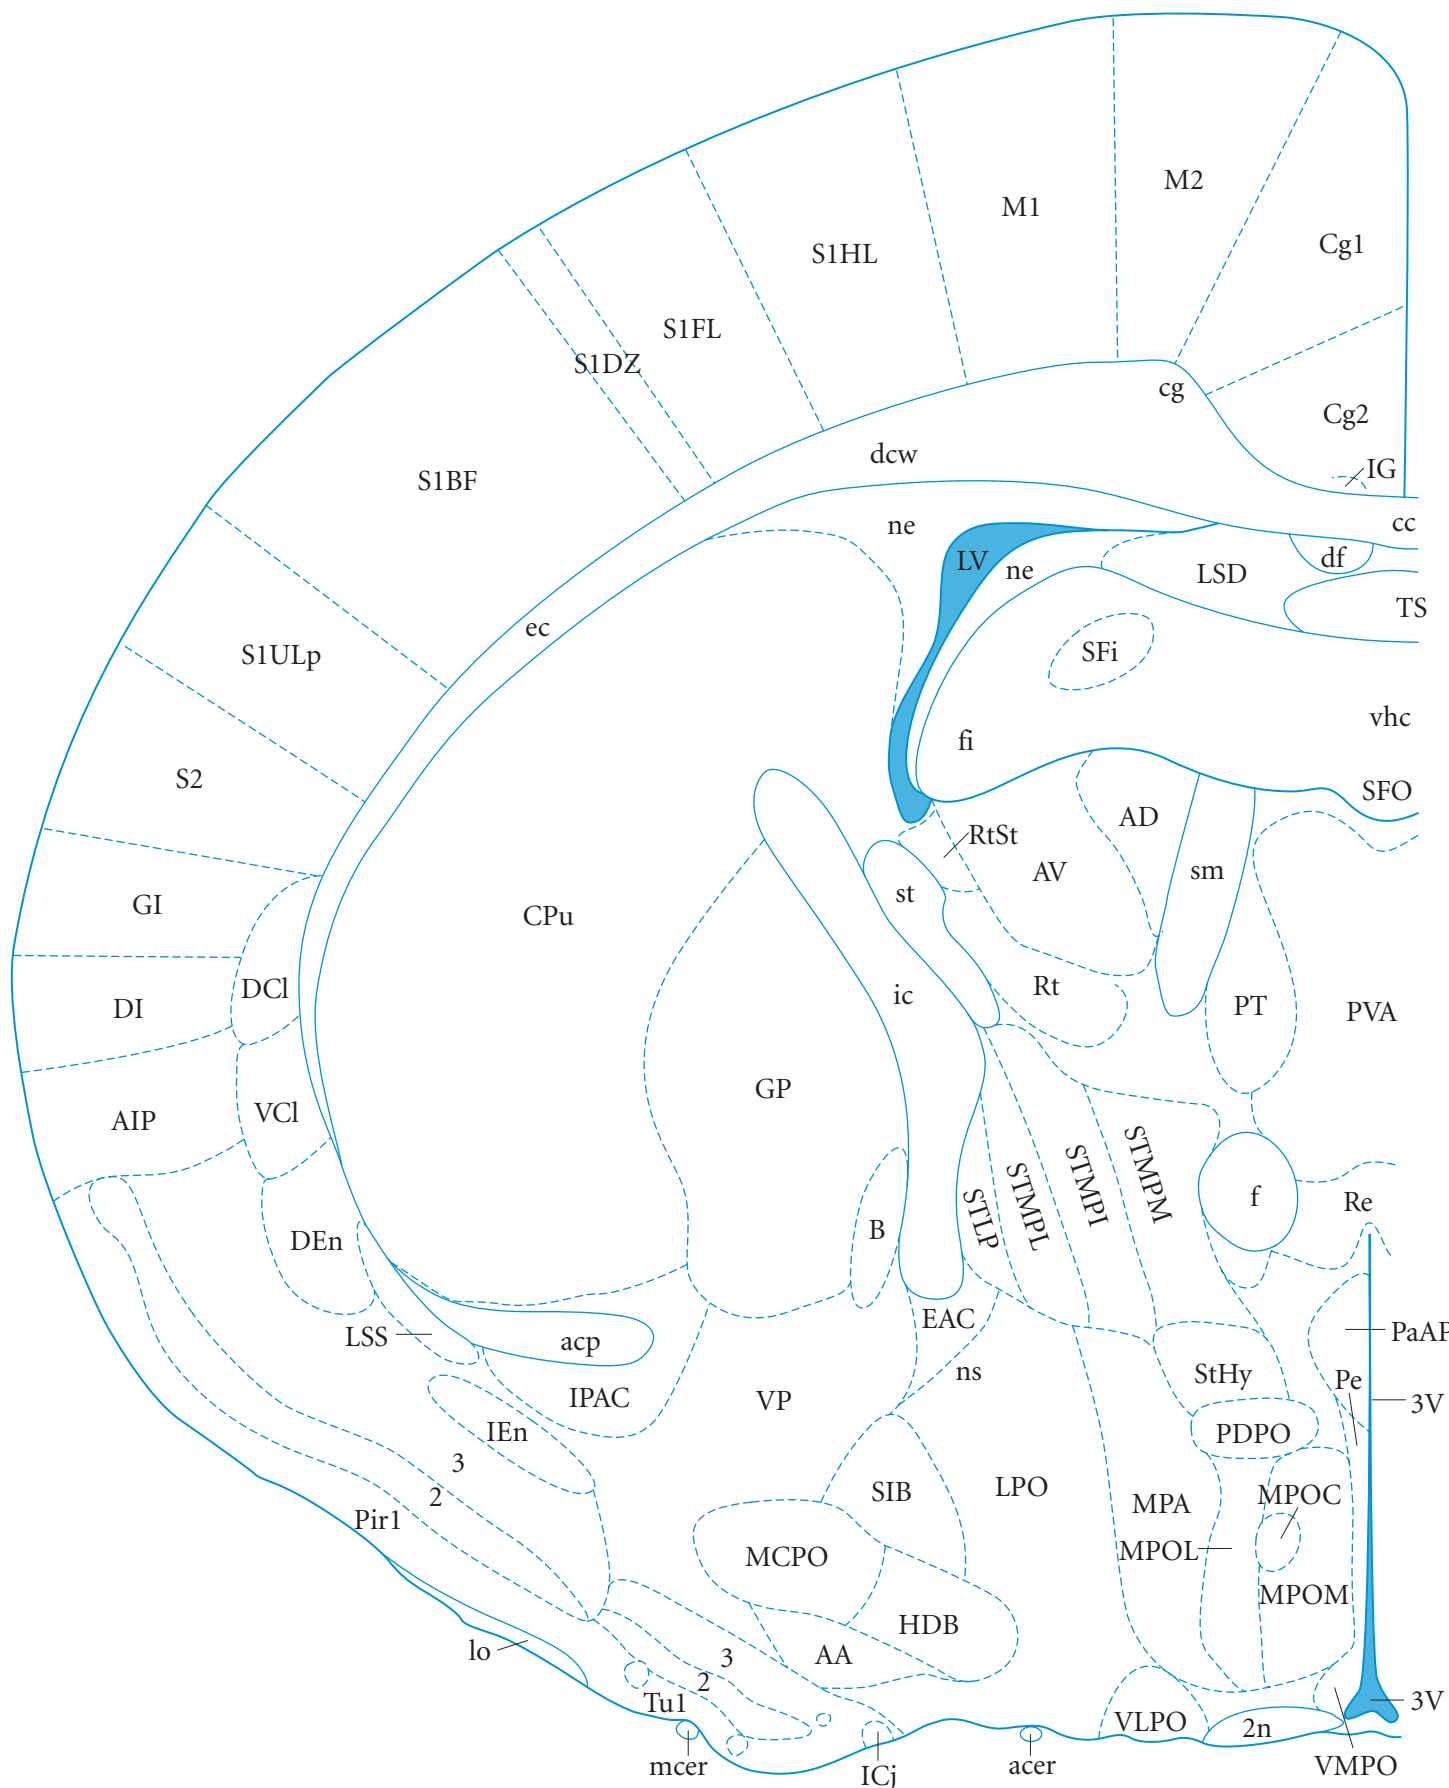 M2
M1
Cg1
S1HL
S1FL
S1DZ
cg
Cg2
dcw
IG
S1BF
cc
ne
LV
ne
df
LSD
TS
ec
SFi
S1ULp
vhc
fi
S2
SFO
AD
RtSt
AV
sm
st
GI
CPu
DCl
ic
Rt
DI
PT
PVA
GP
VCl
AIP
STMPM
STMPI
STMPL
STLP
f
Re
B
DEn
EAC
LSS
acp
PaAP
ns
StHy
Pe
IPAC
VP
3V
IEn
PDPO
3
2
SIB
LPO
MPA
MPOC
Pir1
MCPO
MPOL
MPOM
HDB
lo
AA
3
2
Tu1
3V
VLPO
2n
mcer
ICj
acer
VMPO